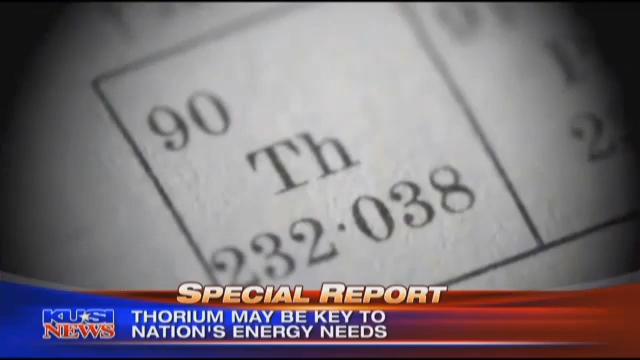 90
Th
232·038
SPECIAL REPORT
KUSI
NEWS
THORIUM MAY BE KEY TO
NATION'S ENERGY NEEDS